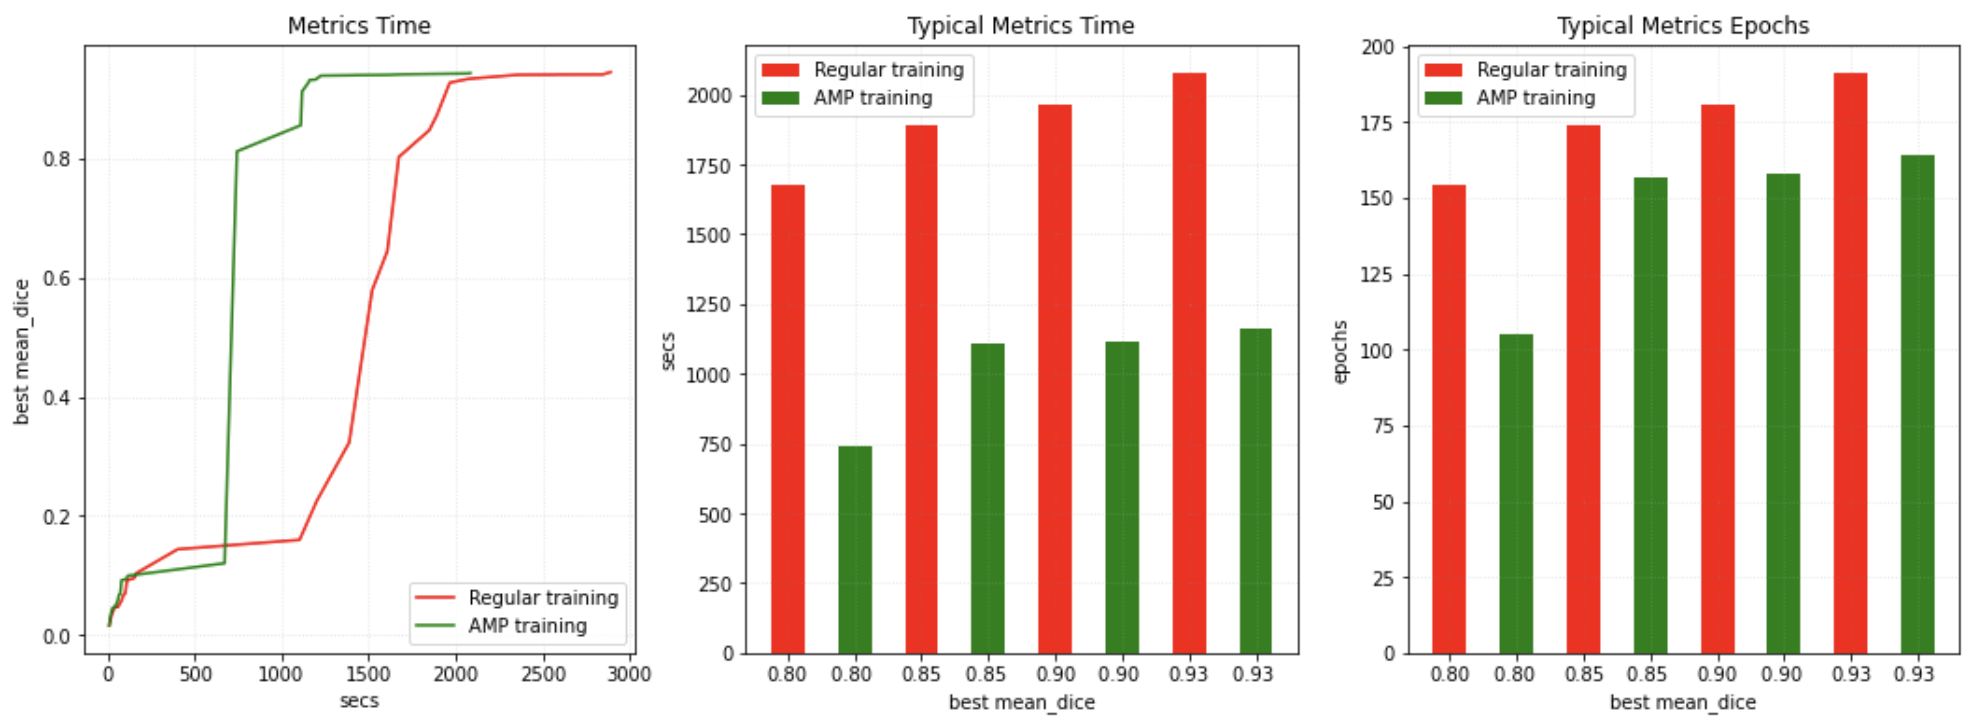 Metrics Time
best mean_dice
0.8
0.6
0.4
0.2
0.0
Regular training
AMP training
0 500 1000 1500 2000 2500 3000
secs
Typical Metrics Time
Regular training
AMP training
secs
2000
1750
1500
1250
1000
750
500
250
0
0.80 0.80 0.85 0.85 0.90 0.90 0.93 0.93
best mean_dice
Typical Metrics Epochs
Regular training
AMP training
epochs
200
175
150
125
100
75
50
25
0
0.80 0.80 0.85 0.85 0.90 0.90 0.93 0.93
best mean_dice